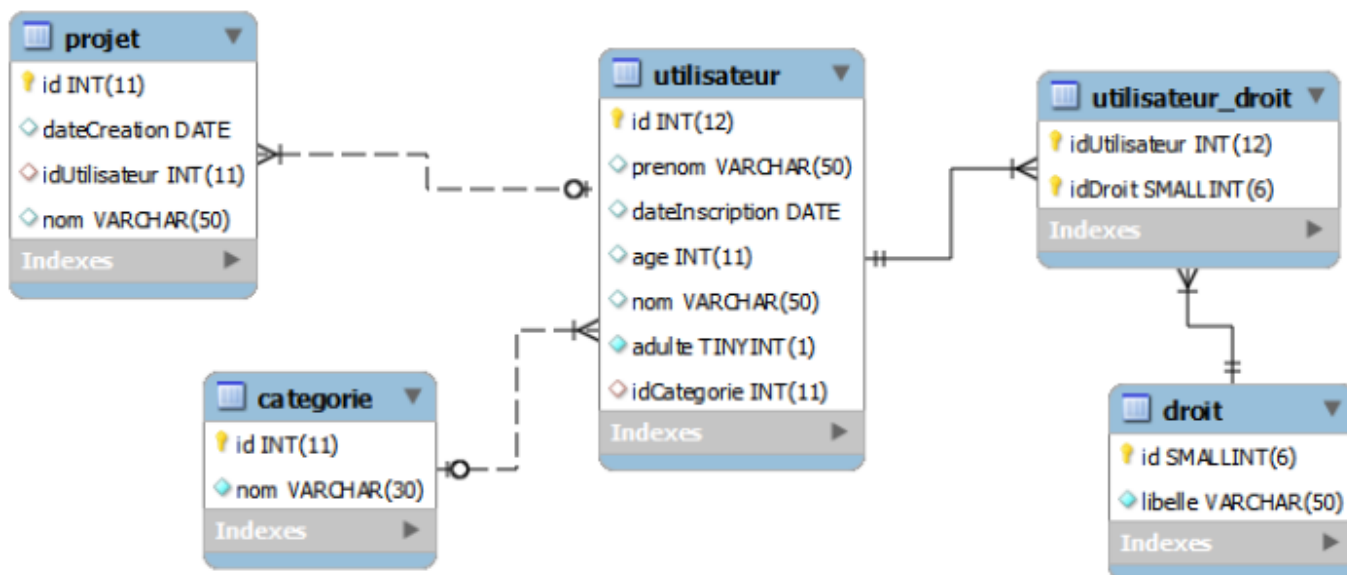 projet
id INT(11)
dateCreation DATE
idUtilisateur INT(11)
nom VARCHAR(50)
Indexes
utilisateur
id INT(12)
prenom VARCHAR(50)
dateInscription DATE
age INT(11)
nom VARCHAR(50)
adulte TINYINT(1)
idCategorie INT(11)
Indexes
utilisateur_droit
idUtilisateur INT(12)
idDroit SMALLINT(6)
Indexes
categorie
id INT(11)
nom VARCHAR(30)
Indexes
droit
id SMALLINT(6)
libelle VARCHAR(50)
Indexes